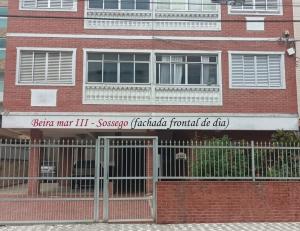 Beira mar III - Sossego (fachada frontal de dia)